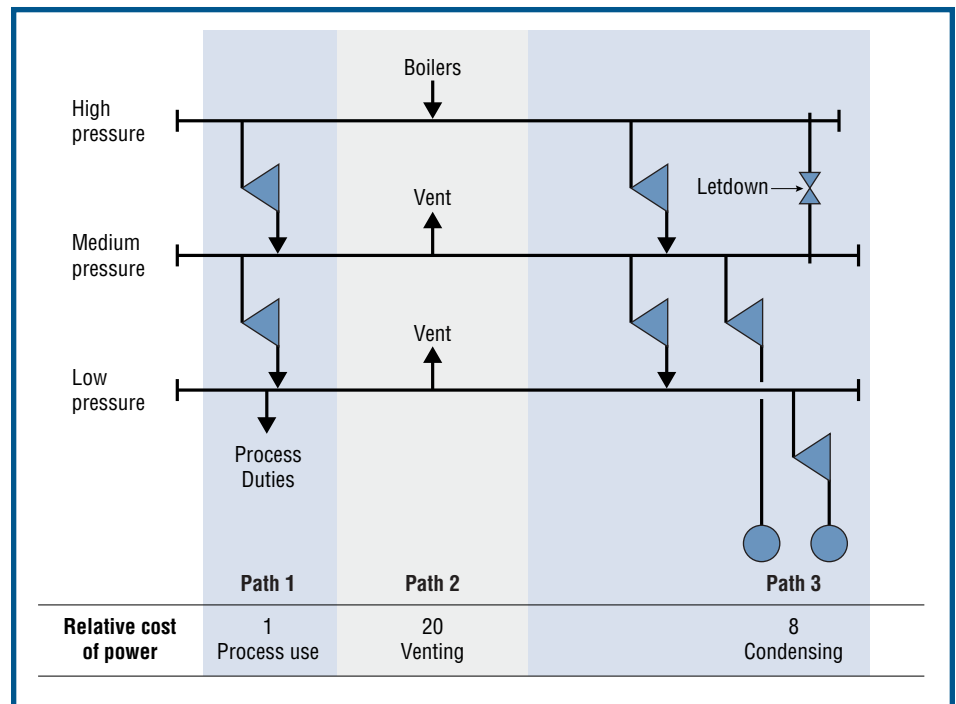 Boilers
High
pressure
Letdown
Vent
Medium
pressure
Vent
Low
pressure
Process
Duties
Path 1
Path 2
Path 3
Relative cost
of power
1
Process use
20
Venting
8
Condensing